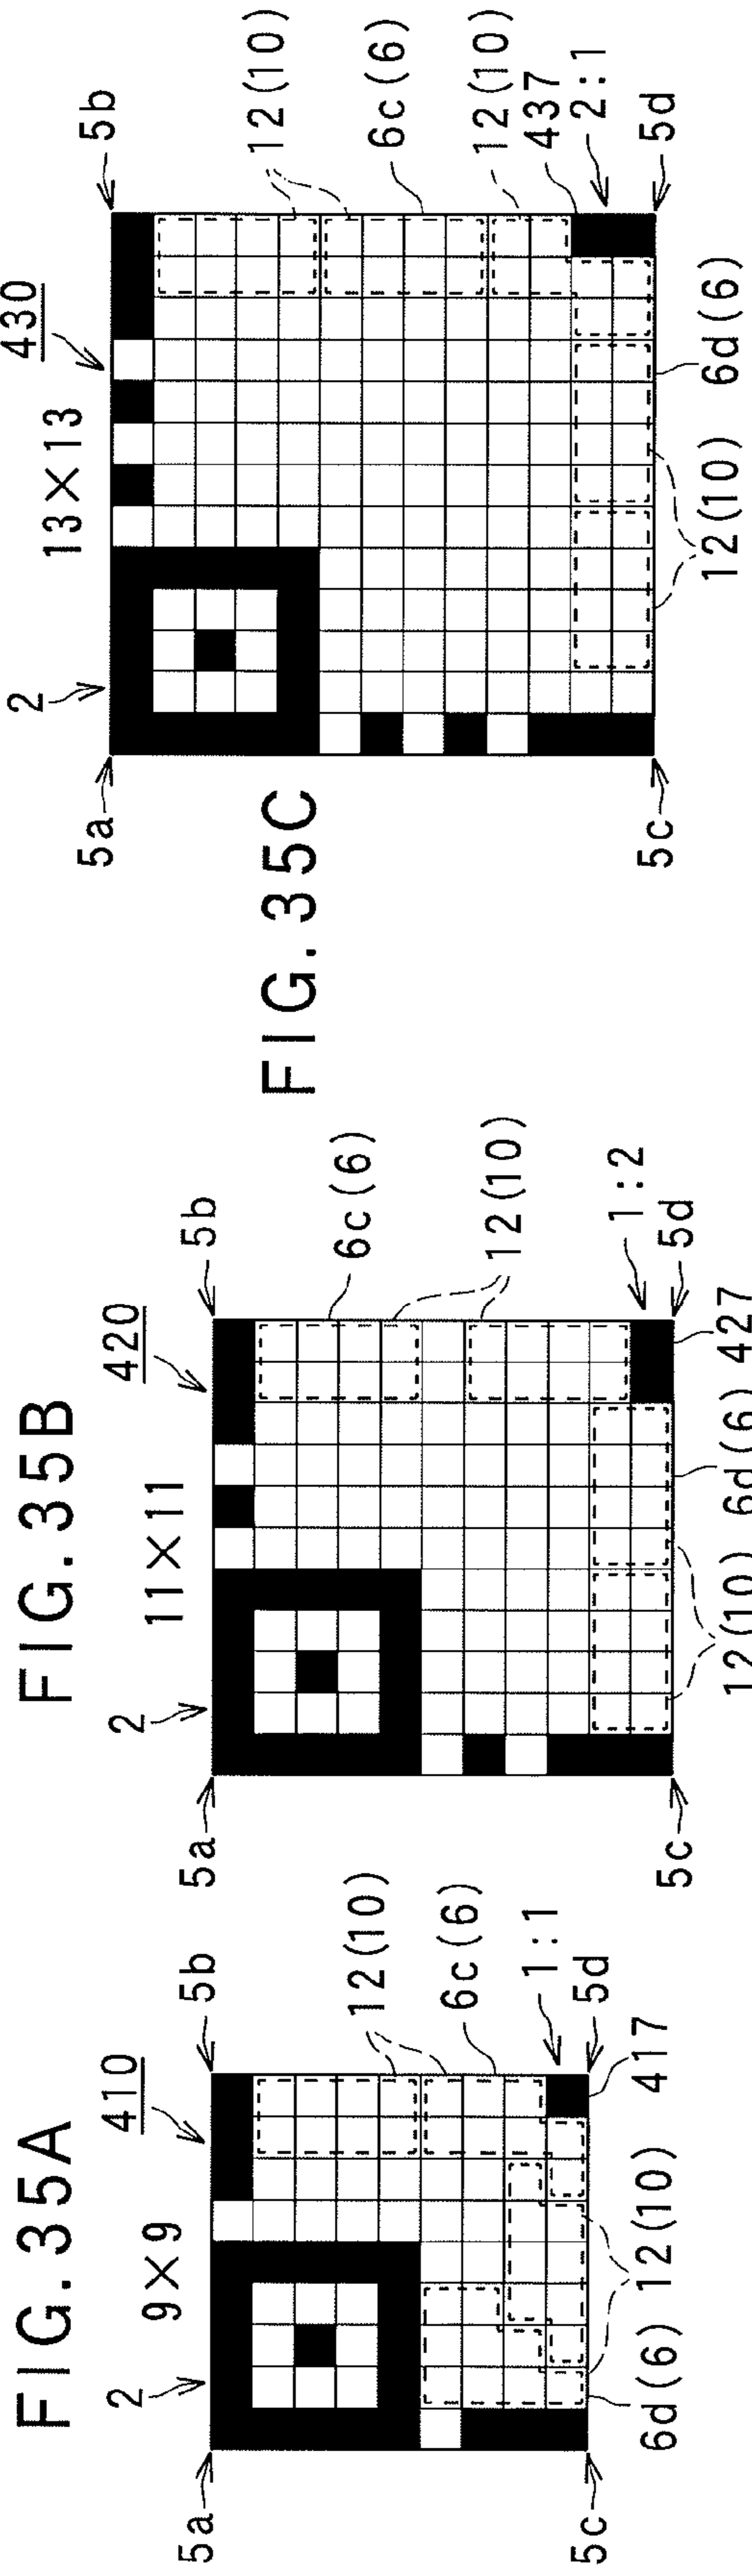 FIG.35A
9×9
410
2
5a
5b
12(10)
6c(6)
1:1
5c
5d
417
12(10)
6d(6)
FIG.35B
11×11
420
2
5a
5b
6c(6)
12(10)
1:2
5c
5d
427
6d(6)
12(10)
FIG.35C
13×13
430
2
5a
5b
12(10)
6c(6)
12(10)
437
2:1
5c
5d
6d(6)
12(10)